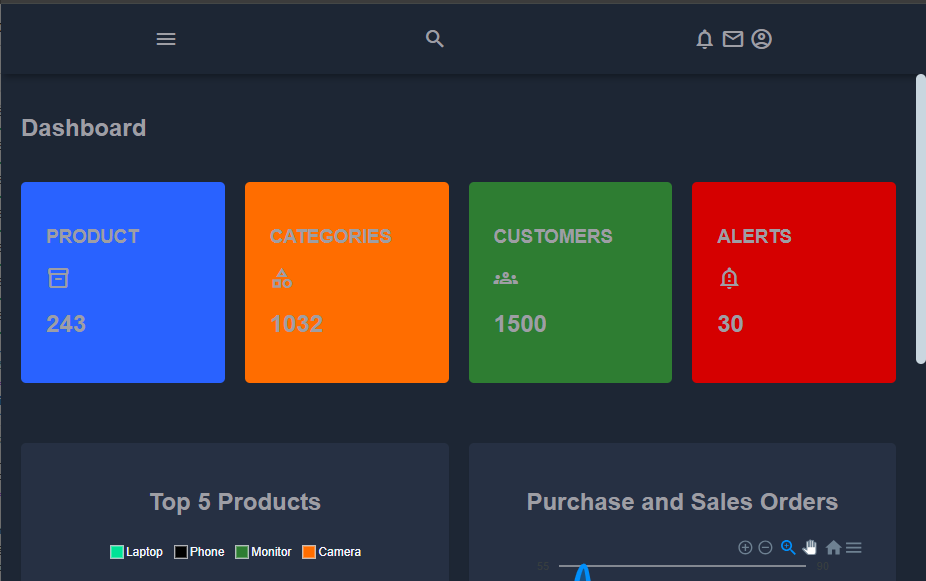 Dashboard
PRODUCT
243
CATEGORIES
1032
CUSTOMERS
1500
ALERTS
30
Top 5 Products
Laptop Phone Monitor Camera
Purchase and Sales Orders
55 90